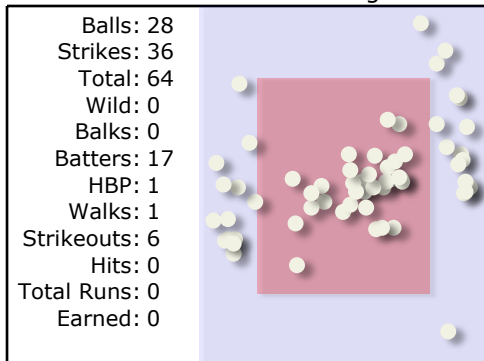 Balls: 28
Strikes: 36
Total: 64
Wild: 0
Balks: 0
Batters: 17
HBP: 1
Walks: 1
Strikeouts: 6
Hits: 0
Total Runs: 0
Earned: 0